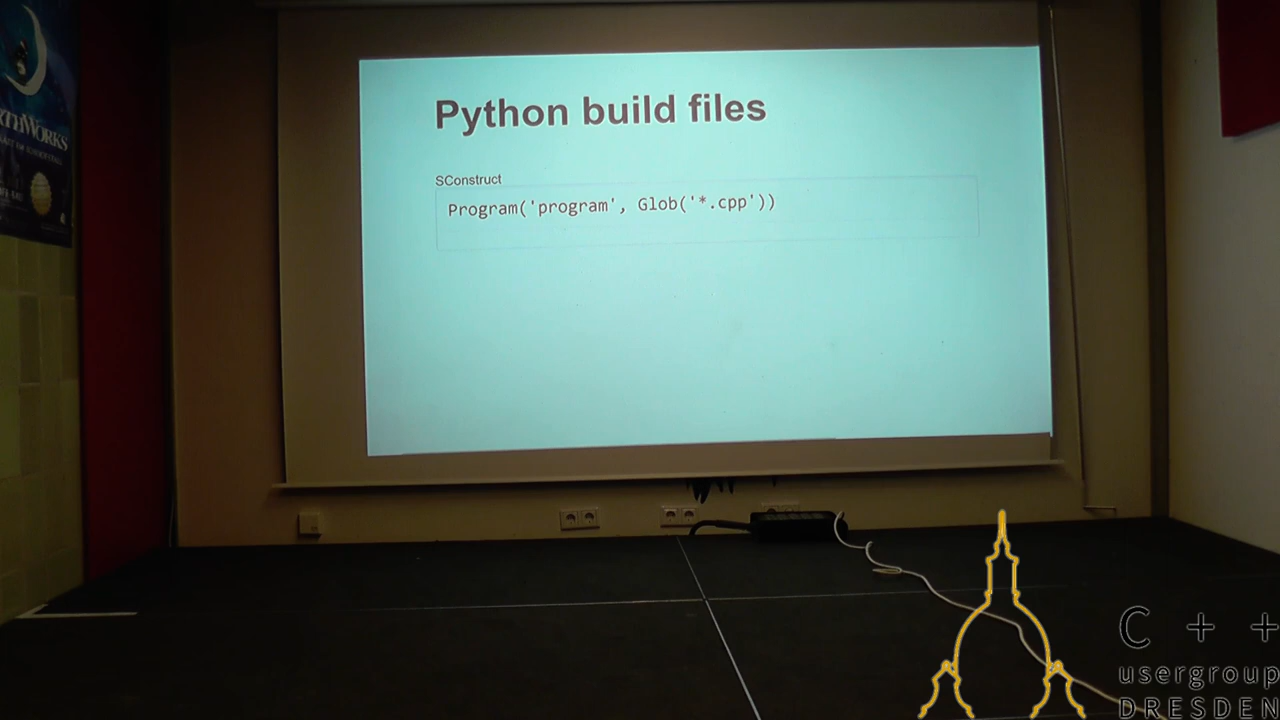 Python build files
SConstruct
Program('program', Glob('*.cpp'))
C++
usergroup
DRESDEN